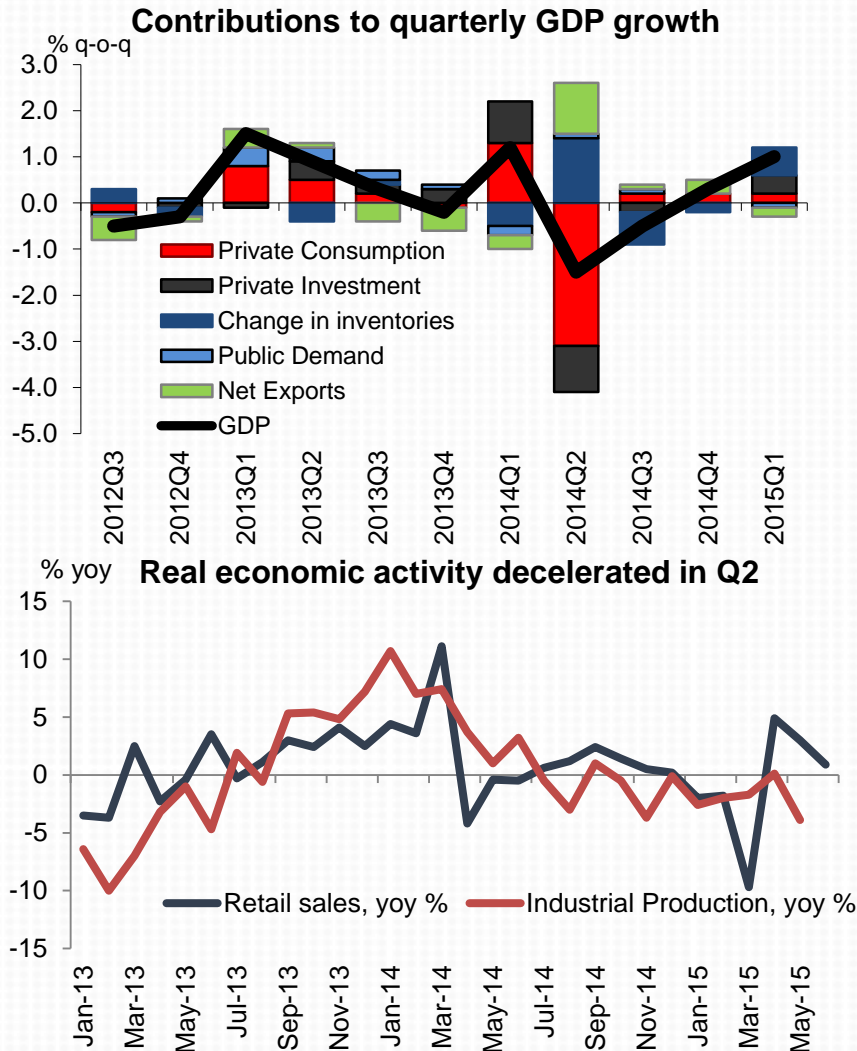 Contributions to quarterly GDP growth
% q-o-q
3.0
2.0
1.0
0.0
-1.0
-2.0
-3.0
-4.0
-5.0
Private Consumption
Private Investment
Change in inventories
Public Demand
Net Exports
GDP
2012Q3
2012Q4
2013Q1
2013Q2
2013Q3
2013Q4
2014Q1
2014Q2
2014Q3
2014Q4
2015Q1
% yoy
Real economic activity decelerated in Q2
15
10
5
0
-5
-10
-15
Retail sales, yoy %
Industrial Production, yoy %
Jan-13
Mar-13
May-13
Jul-13
Sep-13
Nov-13
Jan-14
Mar-14
May-14
Jul-14
Sep-14
Nov-14
Jan-15
Mar-15
May-15